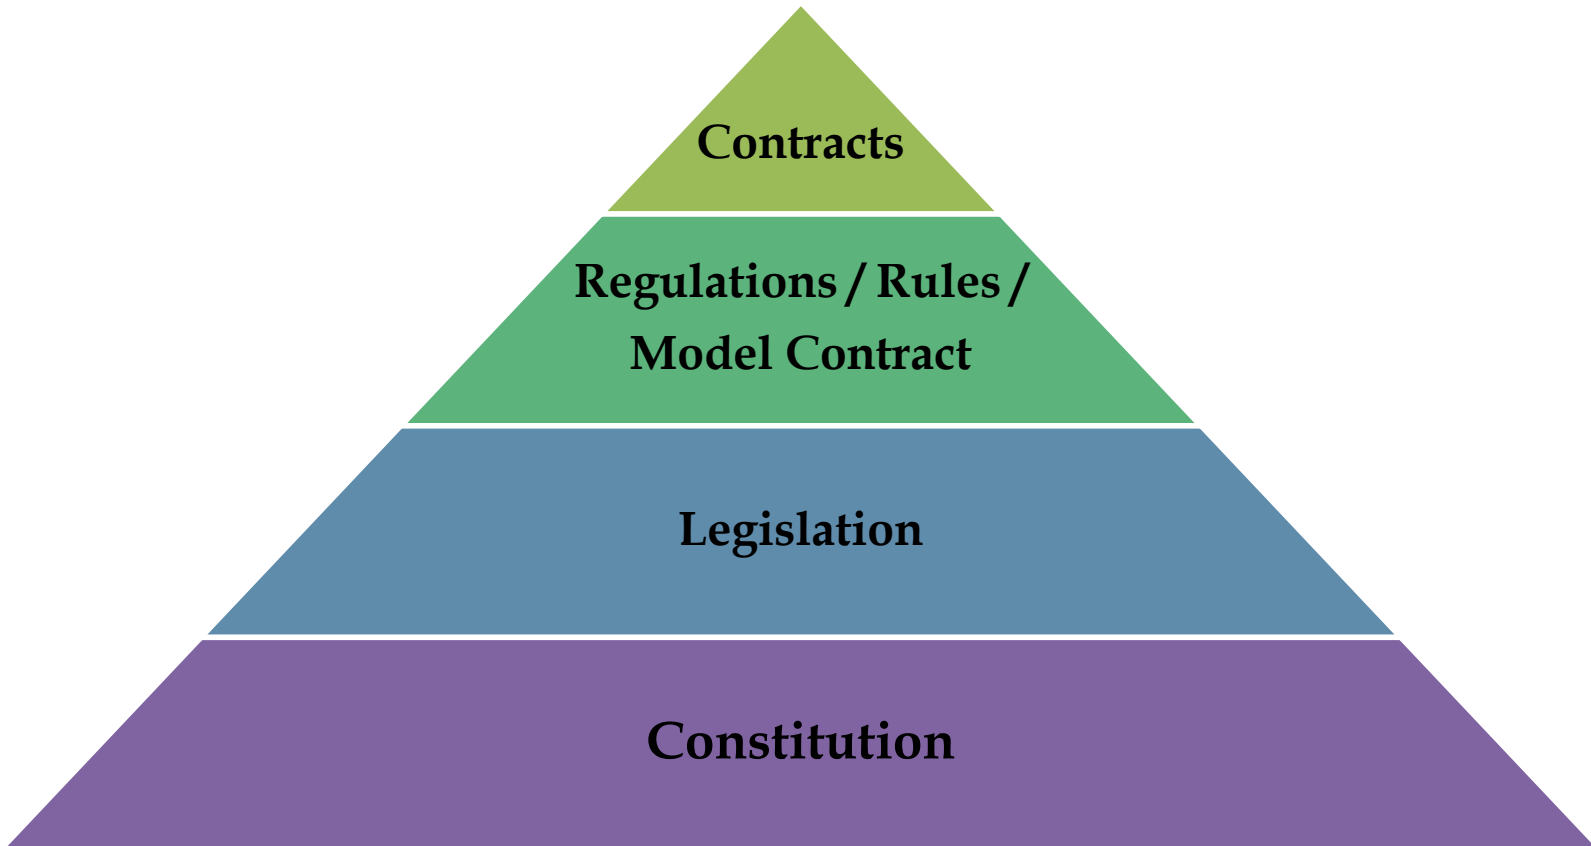 Contracts
Regulations / Rules /
Model Contract
Legislation
Constitution